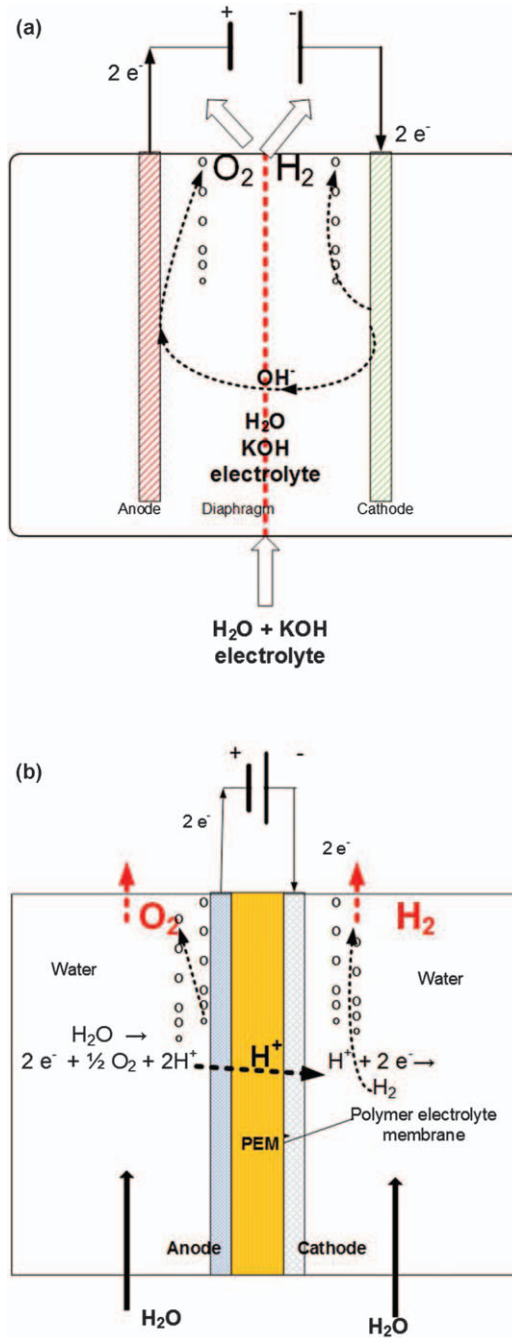 (a)
+ -
2 e⁻
2 e⁻
O₂ H₂
OH⁻
H₂O
KOH
electrolyte
Anode Diaphragm Cathode
H₂O + KOH
electrolyte
(b)
+ -
2 e⁻ 2 e⁻
O₂ H₂
Water Water
H₂O →
2 e⁻ + ½ O₂ + 2H⁺
H⁺
H⁺ + 2 e⁻→
H₂
Polymer electrolyte
membrane
PEM
Anode Cathode
H₂O H₂O